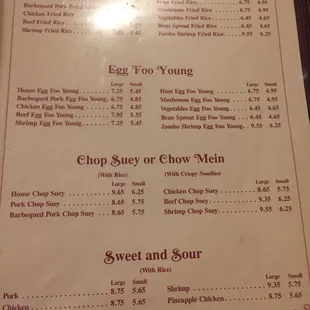 Barbequed Pork Fried
Chicken Fried Rice
Beef Fried Rice
Shrimp Fried Rice 7.25 5.45
Mushroom Fried Rice 6.75 4.95
Vegetables Fried Rice 6.45 4.65
Bean Sprout Fried Rice 6.45 4.65
Jumbo Shrimp Fried Rice 9.55 6.25
Egg Foo Young
Large Small
House Egg Foo Young 7.25 5.45
Barbequed Pork Egg Foo Young 6.75 4.85
Chicken Egg Foo Young 6.75 4.85
Beef Egg Foo Young 7.95 5.55
Shrimp Egg Foo Young 7.25 5.45
Large Small
Ham Egg Foo Young 6.75 4.95
Mushroom Egg Foo Young 6.75 4.95
Vegetables Egg Foo Young 6.45 4.65
Bean Sprout Egg Foo Young 6.45 4.65
Jumbo Shrimp Egg Foo Young 9.55 6.25
Chop Suey or Chow Mein
(With Rice)
Large Small
House Chop Suey 9.65 6.25
Pork Chop Suey 8.65 5.75
Barbequed Pork Chop Suey 8.65 5.75
(With Crispy Noodles)
Large Small
Chicken Chop Suey 8.65 5.75
Beef Chop Suey 9.35 6.25
Shrimp Chop Suey 9.55 6.25
Sweet and Sour
(With Rice)
Large Small
Pork 8.75 5.65
Chicken 8.75 5.65
Large Small
Shrimp 9.35 5.75
Pineapple Chicken 8.75 5.65